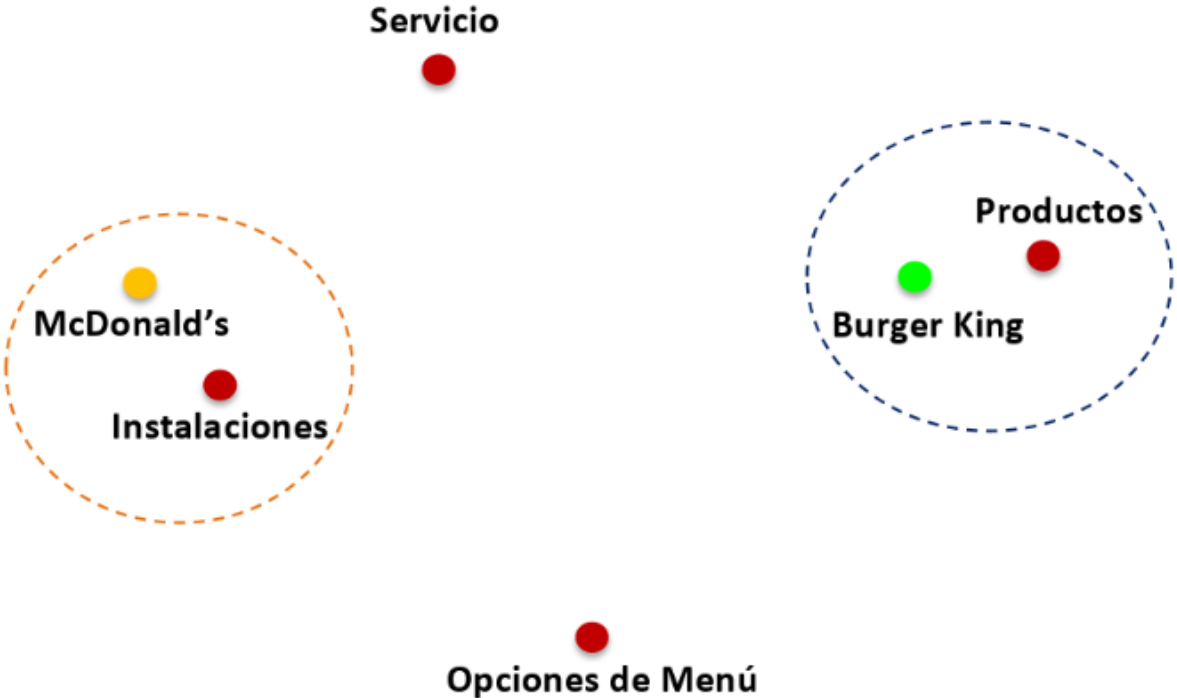 Servicio
Productos
McDonald’s
Burger King
Instalaciones
Opciones de Menú